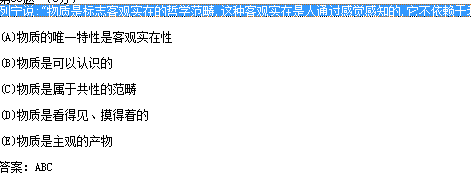 列宁说:“物质是标志客观实在的哲学范畴,这种客观实在是人通过感觉感知的,它不依赖于
(A)物质的唯一特性是客观实在性
(B)物质是可以认识的
(C)物质是属于共性的范畴
(D)物质是看得见、摸得着的
(E)物质是主观的产物
答案: ABC